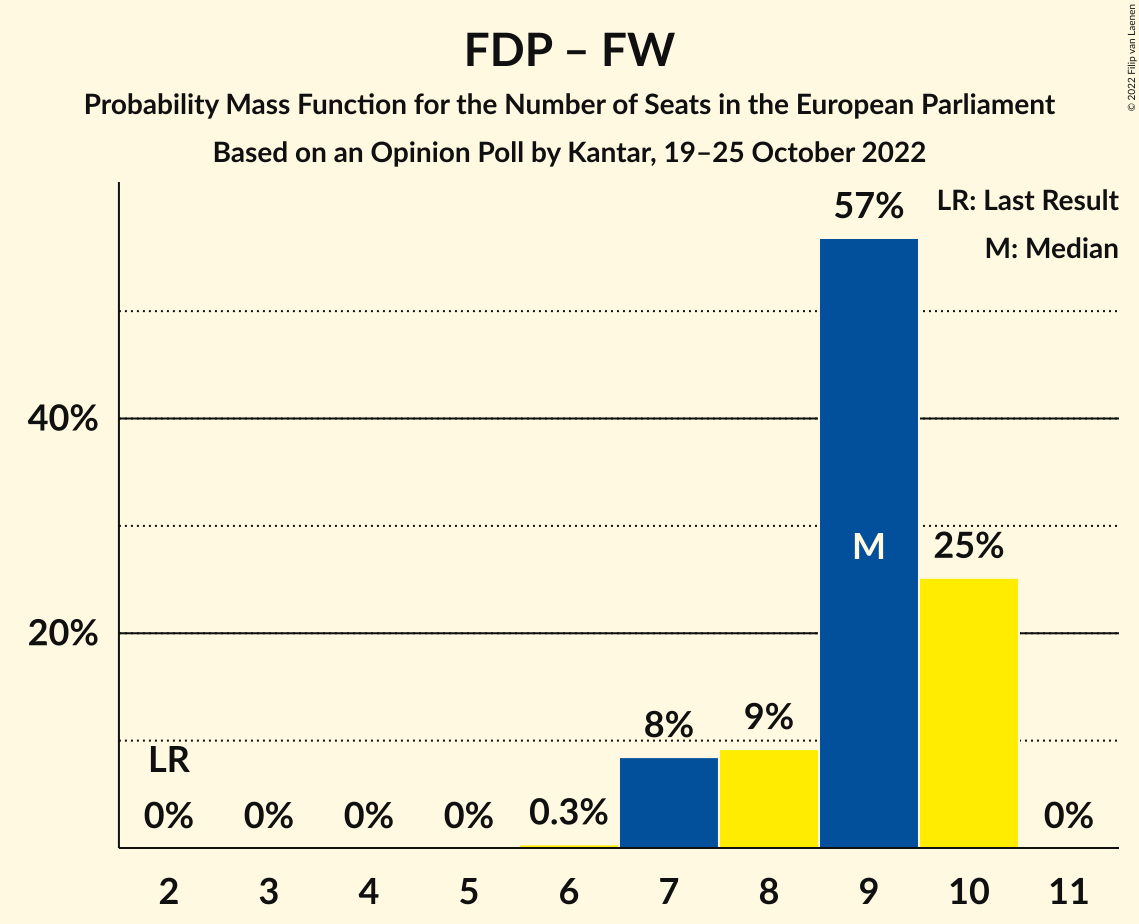 FDP – FW
Probability Mass Function for the Number of Seats in the European Parliament
Based on an Opinion Poll by Kantar, 19–25 October 2022
© 2022 Filip van Laenen
LR: Last Result
M: Median
57%
40%
M
25%
20%
9%
8%
LR
0%
0%
0%
0%
0.3%
0%
2
3
4
5
6
7
8
9
10
11